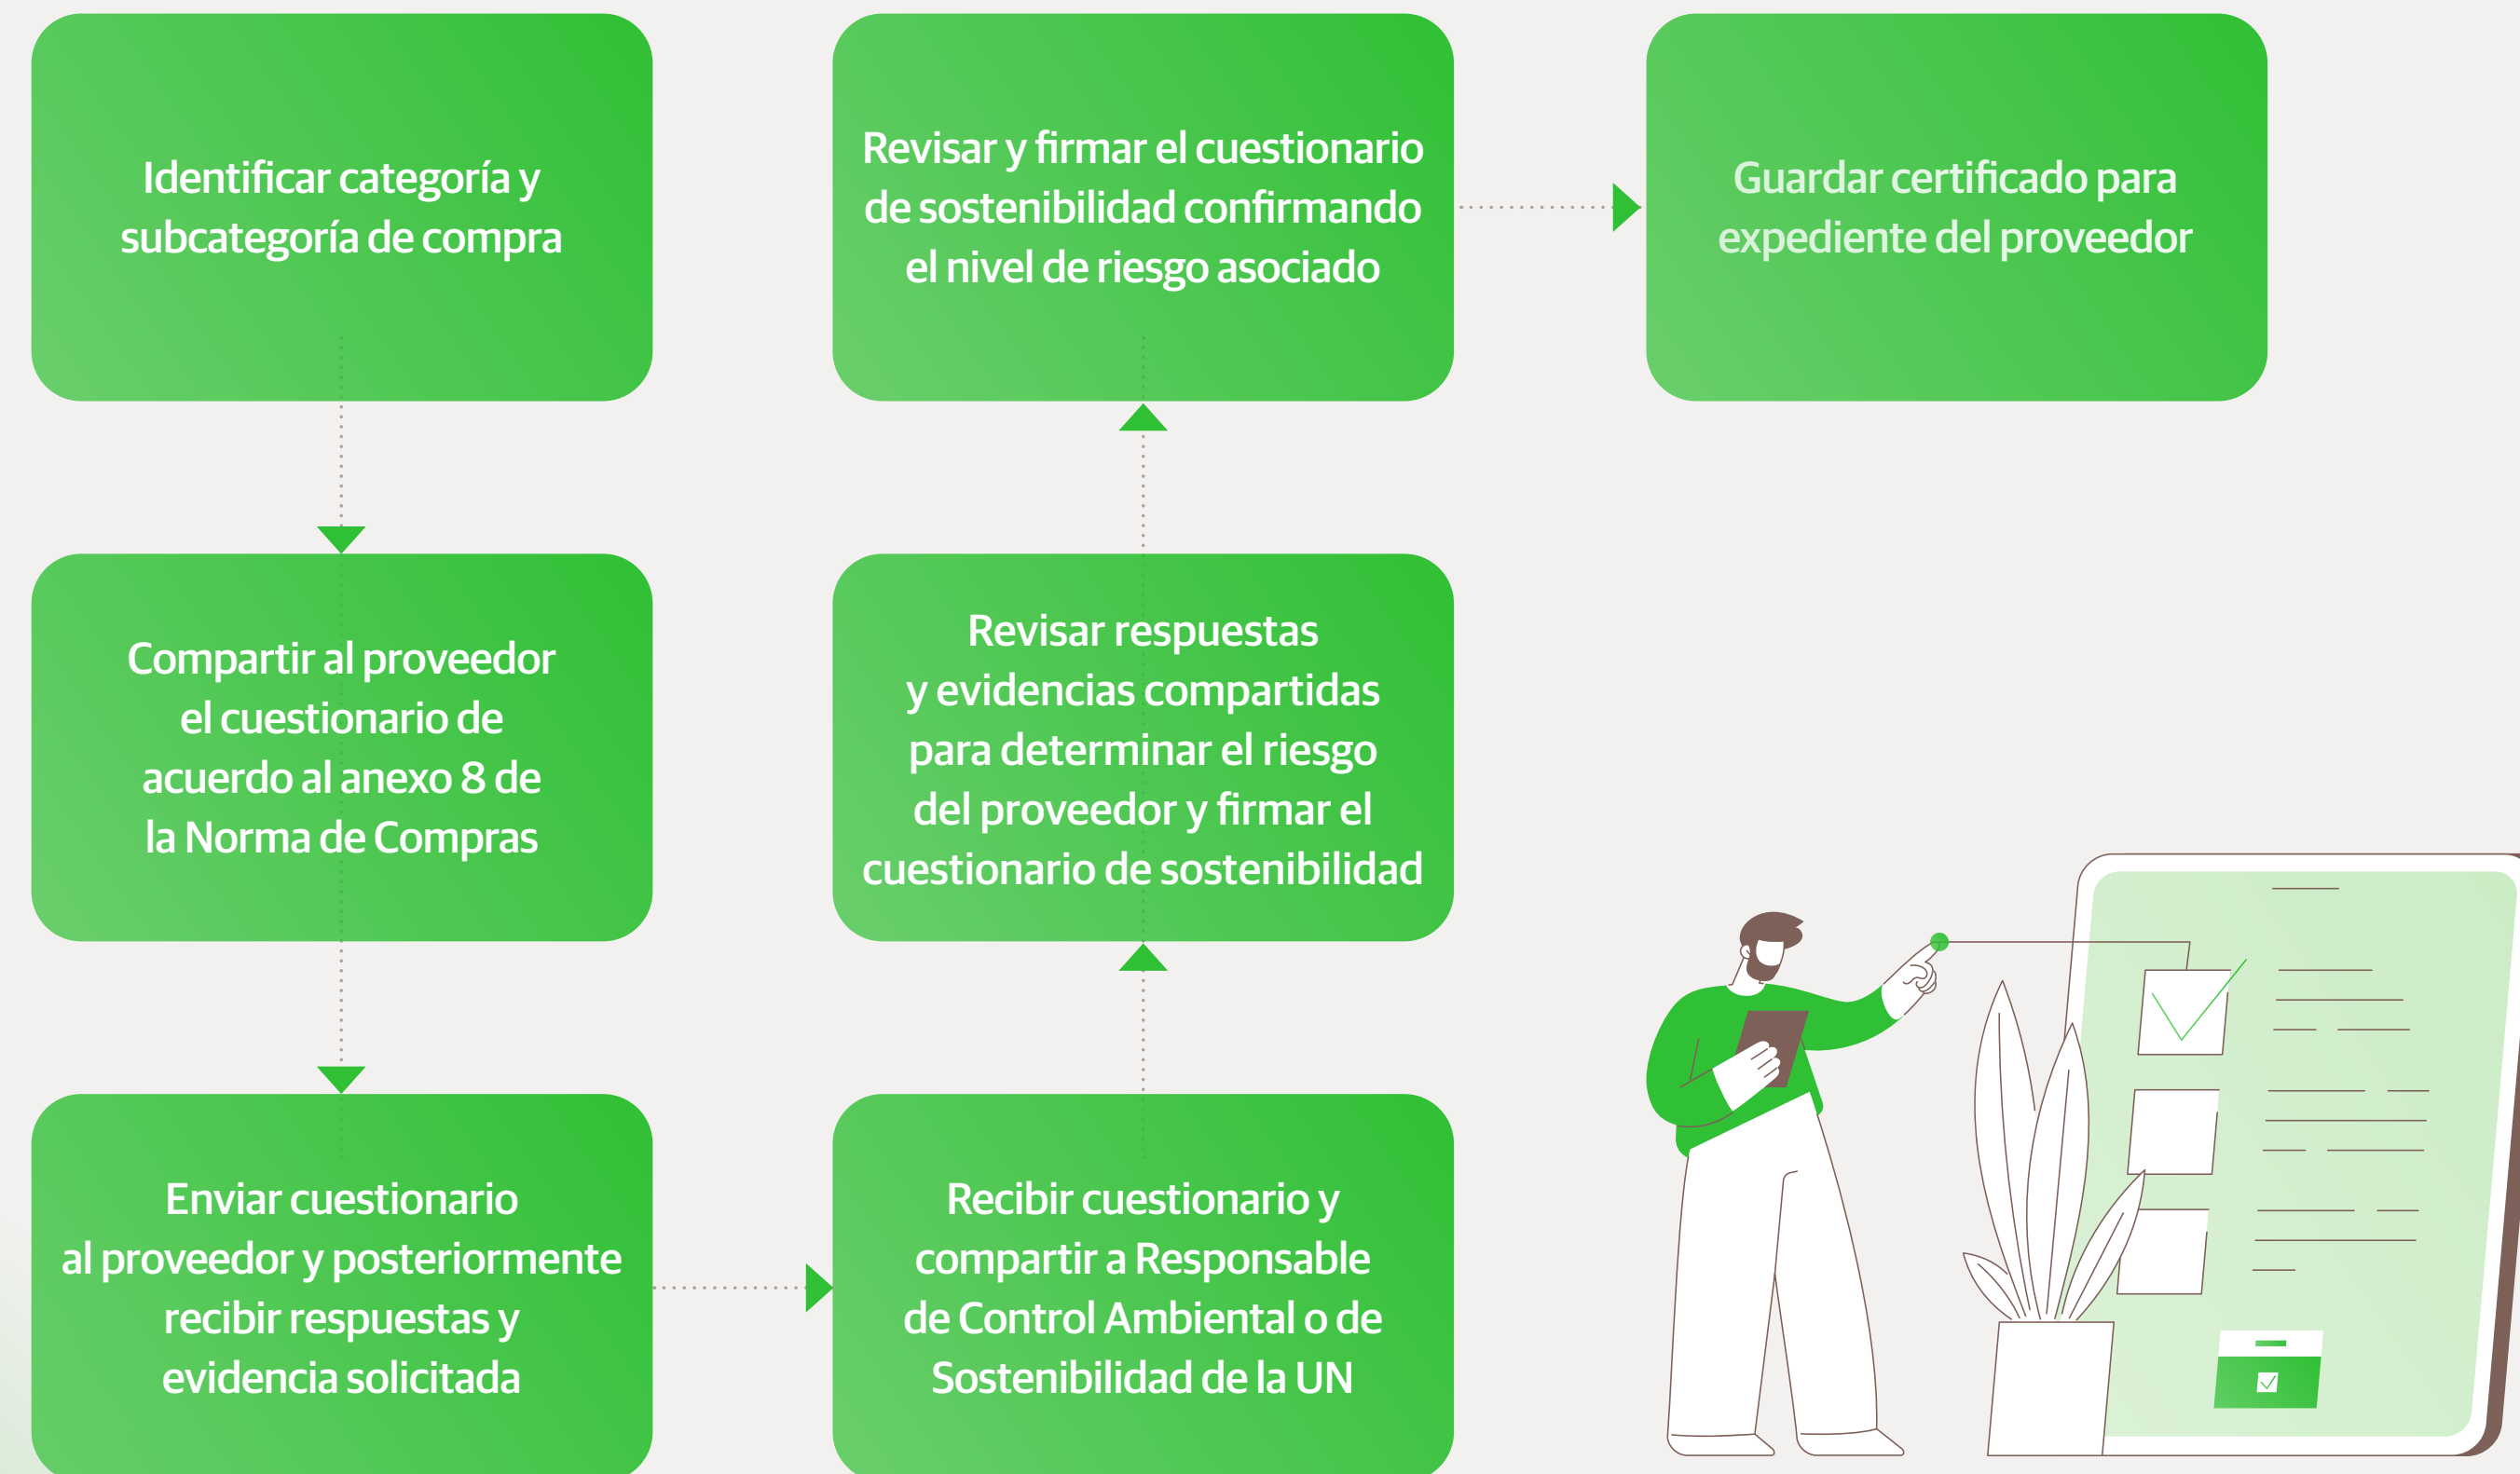 Identificar categoría y
subcategoría de compra
Compartir al proveedor
el cuestionario de
acuerdo al anexo 8 de
la Norma de Compras
Enviar cuestionario
al proveedor y posteriormente
recibir respuestas y
evidencia solicitada
Recibir cuestionario y
compartir a Responsable
de Control Ambiental o de
Sostenibilidad de la UN
Revisar respuestas
y evidencias compartidas
para determinar el riesgo
del proveedor y firmar el
cuestionario de sostenibilidad
Revisar y firmar el cuestionario
de sostenibilidad confirmando
el nivel de riesgo asociado
Guardar certificado para
expediente del proveedor